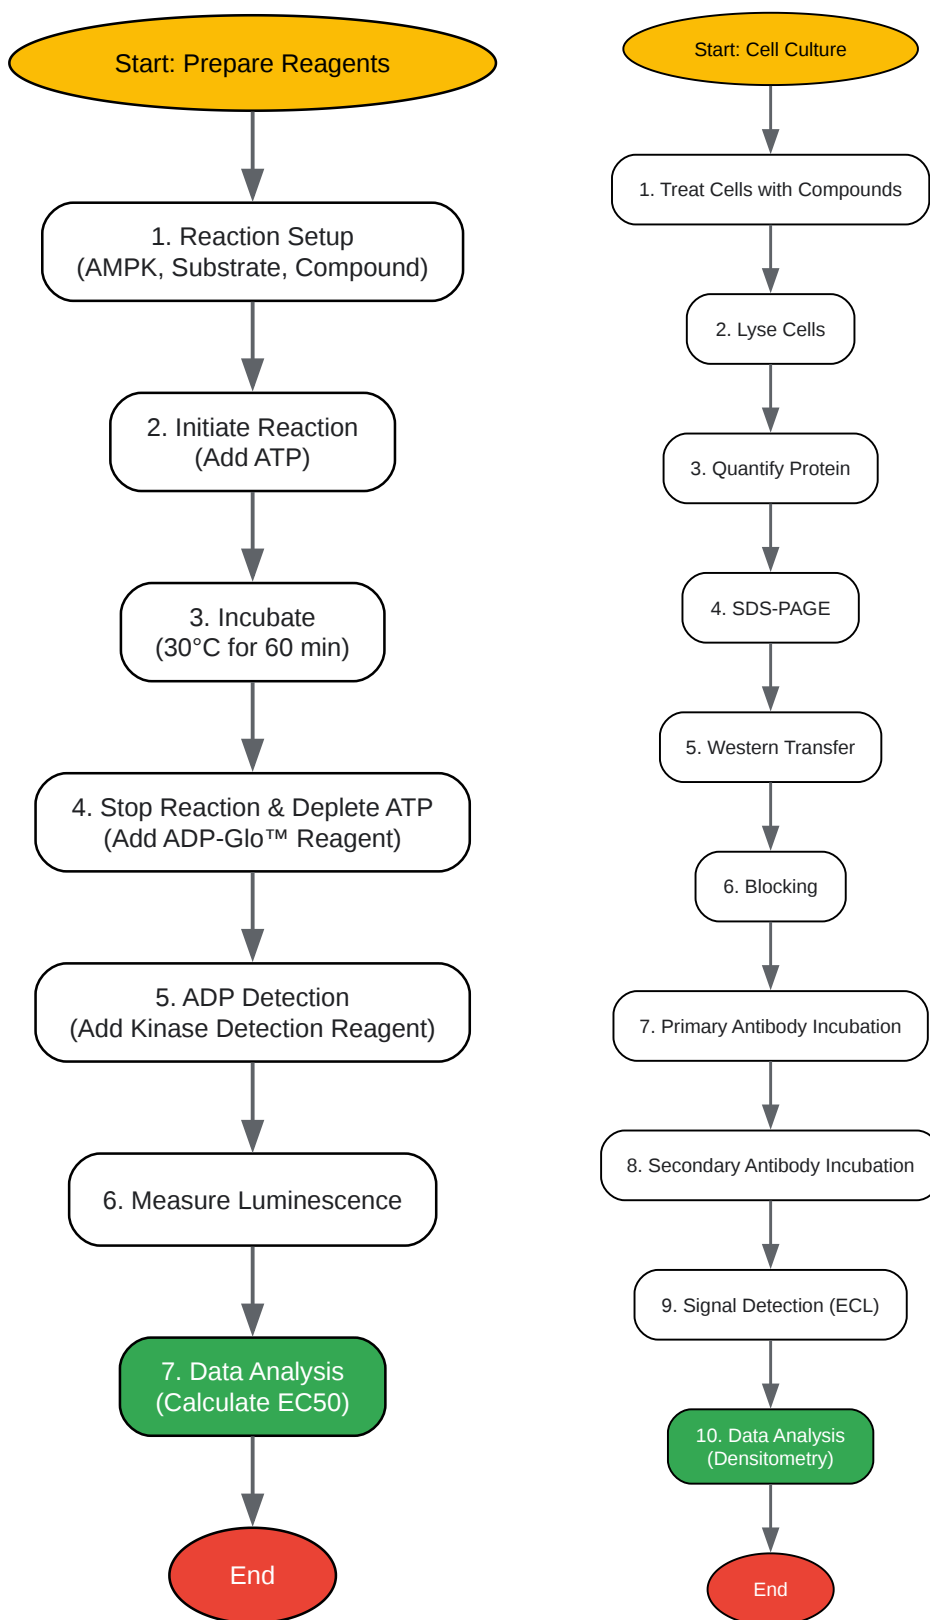 Start: Prepare Reagents
1. Reaction Setup
(AMPK, Substrate, Compound)
2. Initiate Reaction
(Add ATP)
3. Incubate
(30°C for 60 min)
4. Stop Reaction & Deplete ATP
(Add ADP-Glo™ Reagent)
5. ADP Detection
(Add Kinase Detection Reagent)
6. Measure Luminescence
7. Data Analysis
(Calculate EC50)
End
Start: Cell Culture
1. Treat Cells with Compounds
2. Lyse Cells
3. Quantify Protein
4. SDS-PAGE
5. Western Transfer
6. Blocking
7. Primary Antibody Incubation
8. Secondary Antibody Incubation
9. Signal Detection (ECL)
10. Data Analysis
(Densitometry)
End